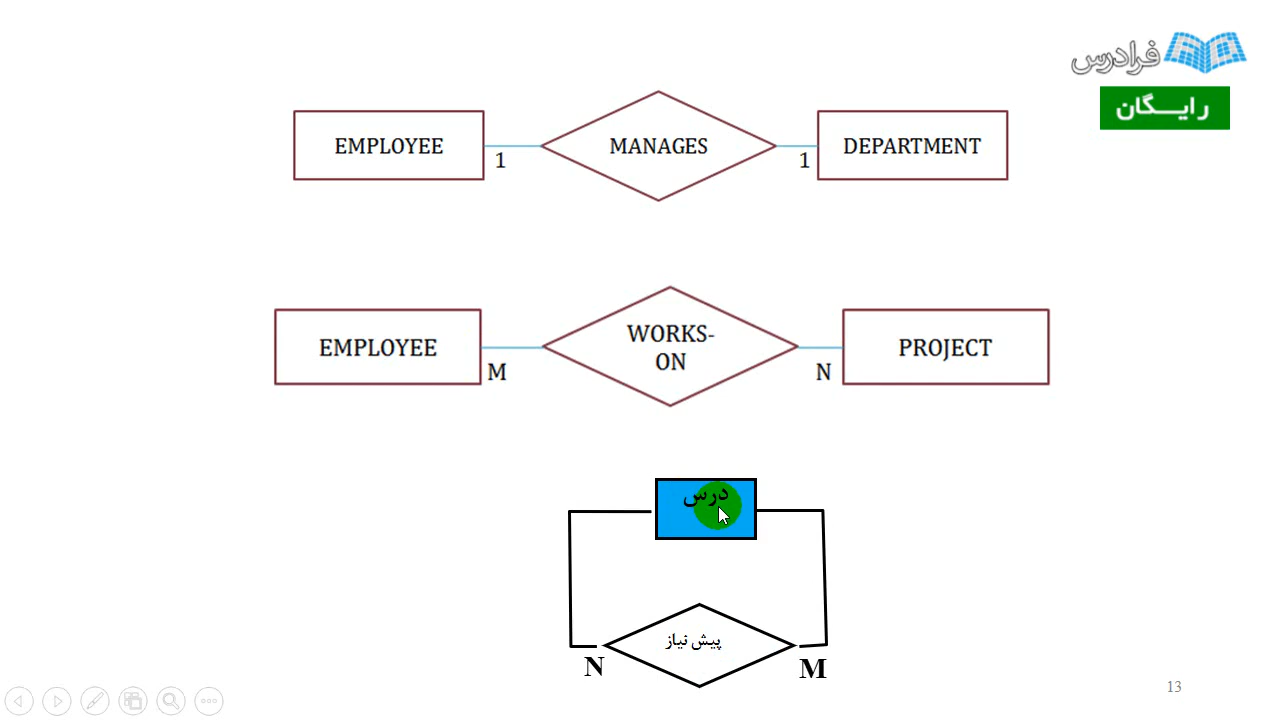 فرادرس
رایگان
EMPLOYEE
MANAGES
DEPARTMENT
1
1
EMPLOYEE
WORKS-
ON
PROJECT
M
N
درس
پیش نیاز
N
M
13